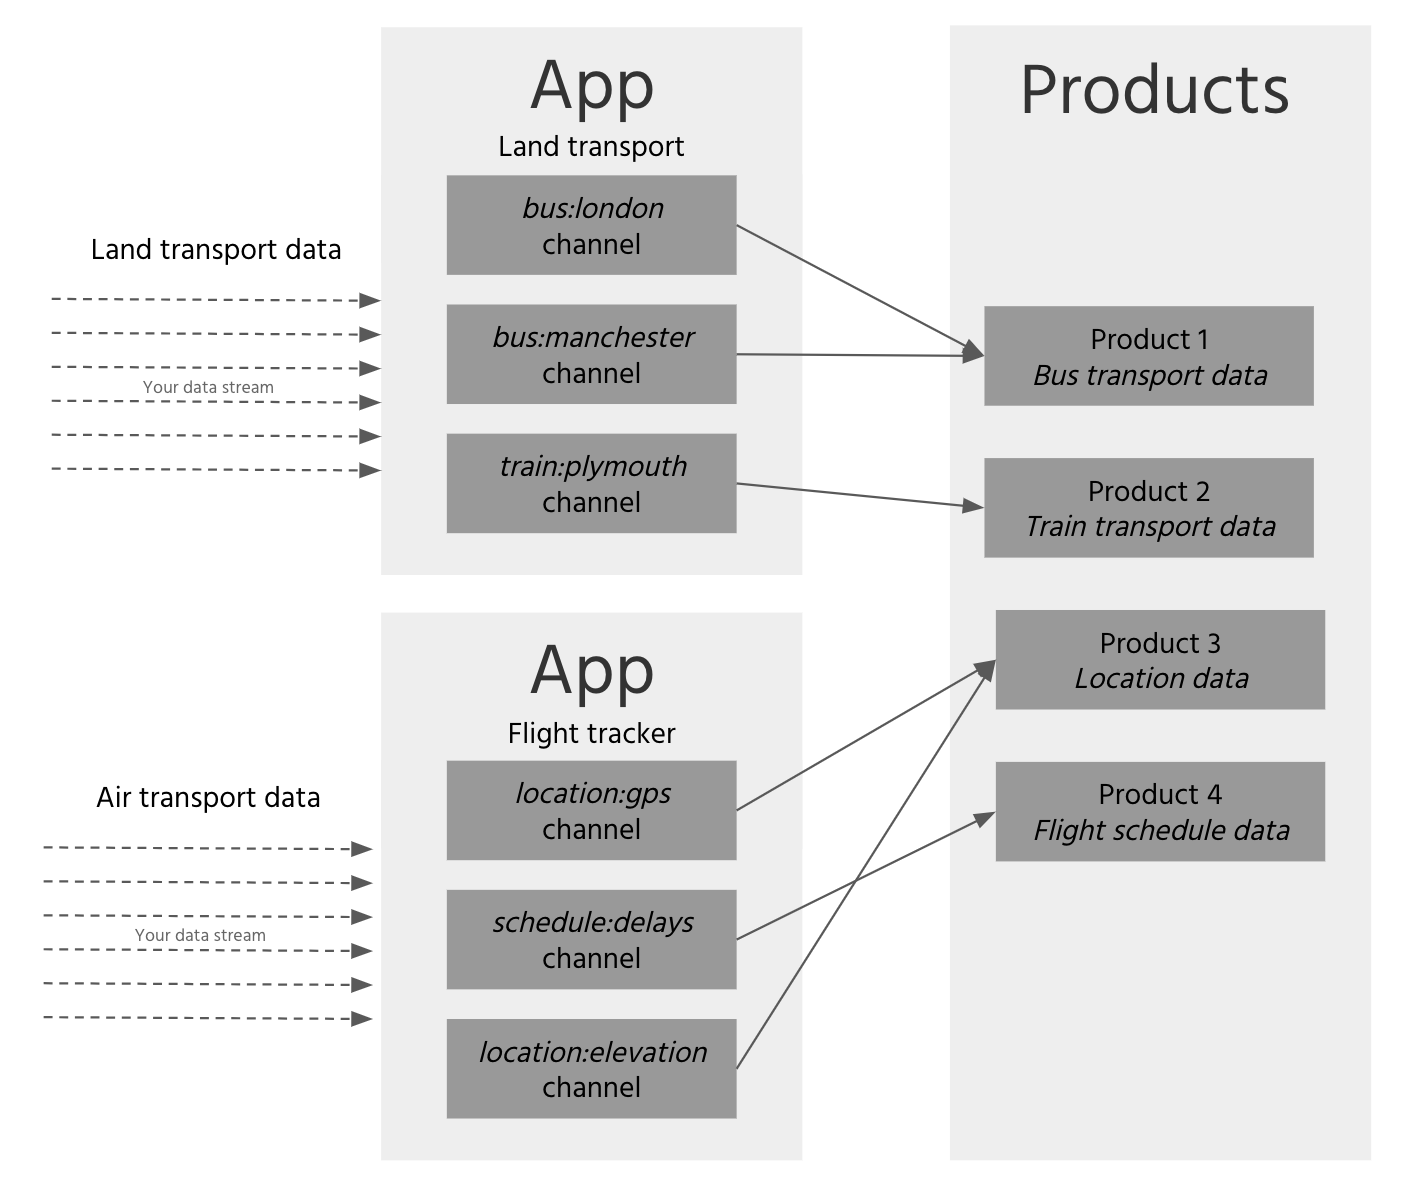 Land transport data
Your data stream
App
Land transport
bus:london
channel
bus:manchester
channel
train:plymouth
channel
Air transport data
Your data stream
App
Flight tracker
location:gps
channel
schedule:delays
channel
location:elevation
channel
Products
Product 1
Bus transport data
Product 2
Train transport data
Product 3
Location data
Product 4
Flight schedule data